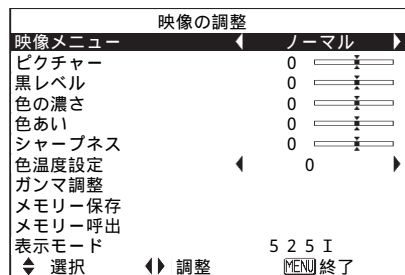 映像の調整
映像メニュー ノーマル
ピクチャー 0
黒レベル 0
色の濃さ 0
色あい 0
シャープネス 0
色温度設定 0
ガンマ調整
メモリー保存
メモリー呼出
表示モード 525I
選択 調整 MENU 終了